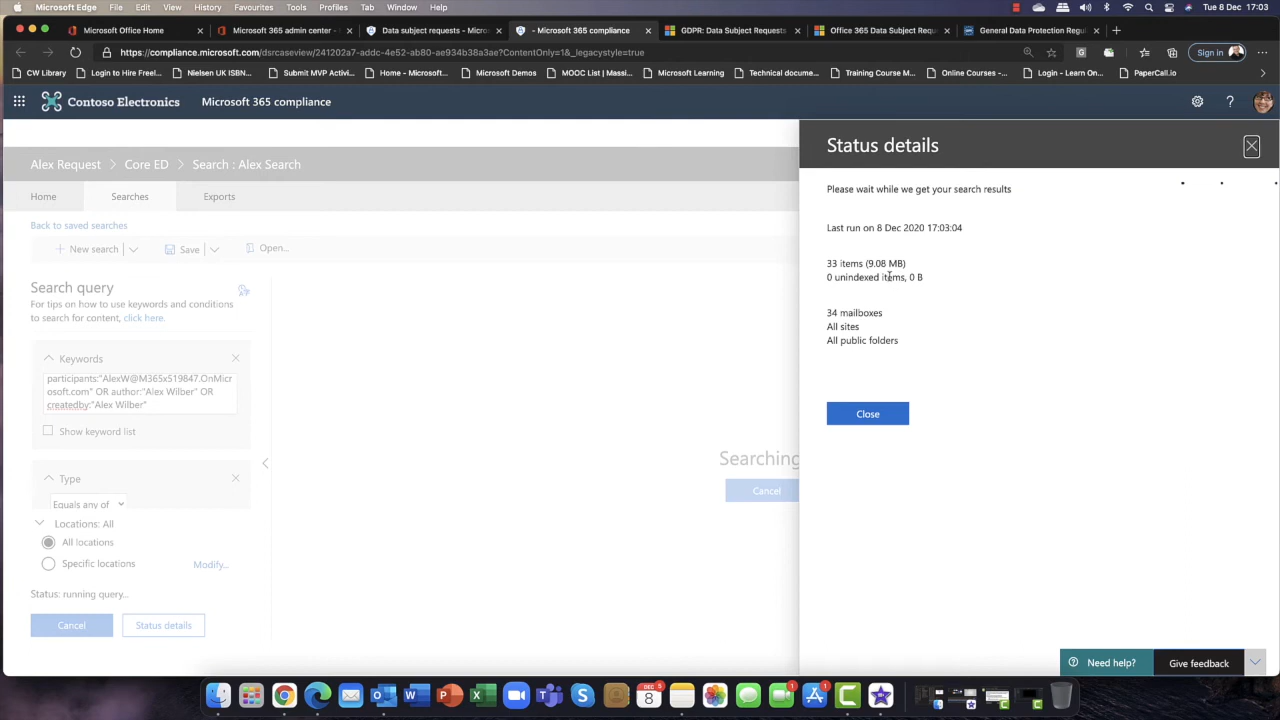 Microsoft Edge File Edit View History Favorites Tools Profiles Tab Window Help
Tue 8 Dec 17:03
Microsoft Office Home
Microsoft 365 admin center -
Data subject requests - Microso
- Microsoft 365 compliance
GDPR: Data Subject Requests
Office 365 Data Subject Requ
General Data Protection Regul
https://compliance.microsoft.com/dsrcaseview/241202a7-addc-4e52-ab80-ae934b38a3ae?ContentOnly=1&_legacystyle=true
Sign in
CW Library
Login to Hire Freel...
Nielsen UK ISBN...
Submit MVP Activi...
Home - Microsoft...
Microsoft Demos
MOOC List | Massi...
Microsoft Learning
Technical docume...
Training Course M...
Online Courses -...
Login - Learn On...
PaperCall.io
Contoso Electronics
Microsoft 365 compliance
Alex Request > Core ED > Search : Alex Search
Home
Searches
Exports
Back to saved searches
New search
Save
Open...
Search query
For tips on how to use keywords and conditions
to search for content, click here.
Keywords
participants:"AlexW@M365x519847.OnMicr
osoft.com" OR author:"Alex Wilber" OR
createdby:"Alex Wilber"
Show keyword list
Type
Equals any of
Locations: All
All locations
Specific locations
Modify...
Status: running query...
Cancel
Status details
Searching
Cancel
Status details
Please wait while we get your search results
Last run on 8 Dec 2020 17:03:04
33 items (9.08 MB)
0 unindexed items, 0 B
34 mailboxes
All sites
All public folders
Close
Need help?
Give feedback
DEC
8
5
1
1